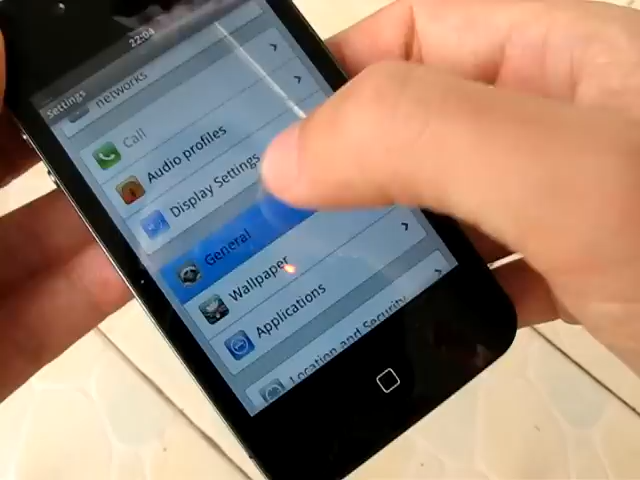 22:04
settings
networks
Call
Audio profiles
Display Settings
General
Wallpaper
Applications
Location and Security